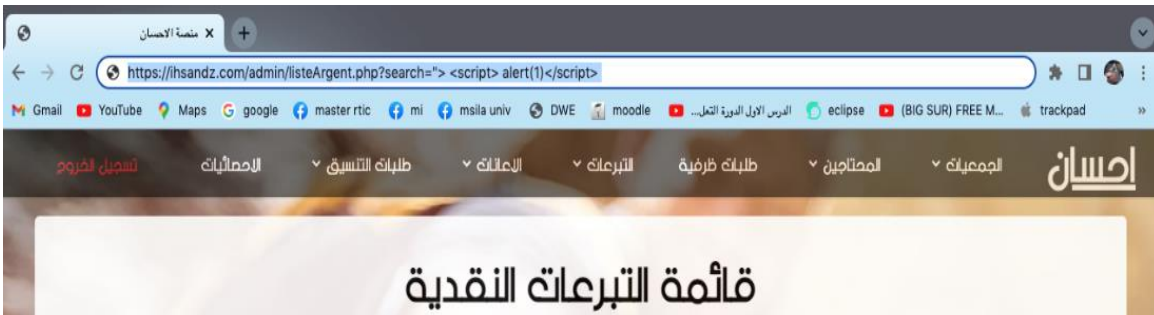 منصة الاحسان
https://ihsandz.com/admin/listeArgent.php?search="> <script> alert(1)</script>
Gmail YouTube Maps google master rtic mi msila univ DWE moodle الدرس الاول الدورة التعل... eclipse (BIG SUR) FREE M... trackpad »
احسان الجمعيات المحتاجين طلبات ظرفية التبرعات الاعانات طلبات التنسيق الاحصائيات تسجيل الخروج
قائمة التبرعات النقدية